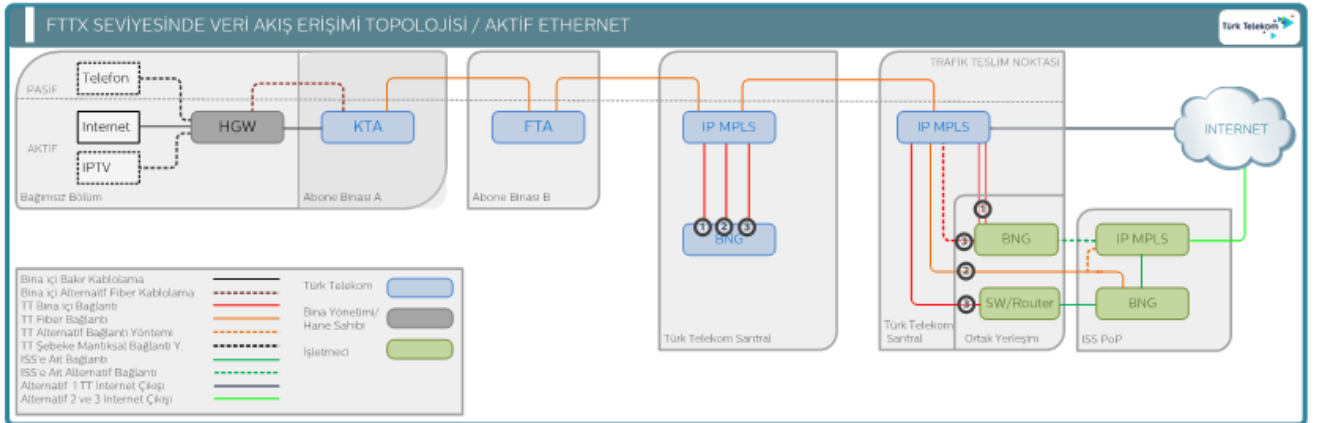 FTTX SEVİYESİNDE VERİ AKIŞ ERİŞİMİ TOPOLOJİSİ / AKTİF ETHERNET
Türk Telekom
PASİF
AKTİF
Telefon
Internet
IPTV
HGW
Bağımsız Bölüm
KTA
Abone Binası A
FTA
Abone Binası B
IP MPLS
1 2 3
BNG
Türk Telekom Santral
TRAFİK TESLİM NOKTASI
IP MPLS
INTERNET
1
3
BNG
2
3
SW/Router
Türk Telekom
Santral
Ortak Yerleşim
IP MPLS
BNG
ISS PoP
Bina içi Bakır Kablolama
Bina içi Alternatif Fiber Kablolama
TT Bina içi Bağlantı
TT Fiber Bağlantı
TT Alternatif Bağlantı Yöntemi
TT Şebeke Mantıksal Bağlantı Y.
ISS'e Ait Bağlantı
ISS'e Ait Alternatif Bağlantı
Alternatif 1 TT İnternet Çıkışı
Alternatif 2 ve 3 İnternet Çıkışı
Türk Telekom
Bina Yönetimi/
Hane Sahibi
İşletmeci